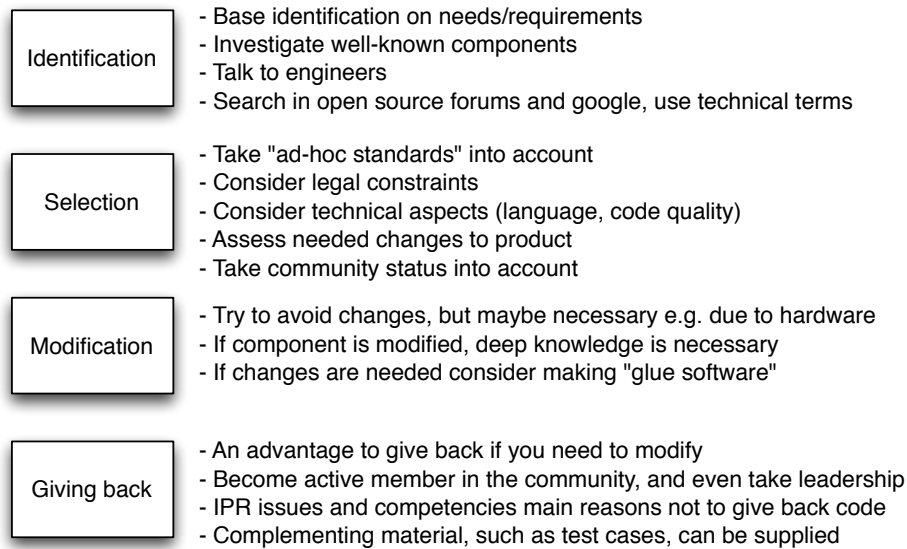 Identification
- Base identification on needs/requirements
- Investigate well-known components
- Talk to engineers
- Search in open source forums and google, use technical terms
Selection
- Take "ad-hoc standards" into account
- Consider legal constraints
- Consider technical aspects (language, code quality)
- Assess needed changes to product
- Take community status into account
Modification
- Try to avoid changes, but maybe necessary e.g. due to hardware
- If component is modified, deep knowledge is necessary
- If changes are needed consider making "glue software"
Giving back
- An advantage to give back if you need to modify
- Become active member in the community, and even take leadership
- IPR issues and competencies main reasons not to give back code
- Complementing material, such as test cases, can be supplied